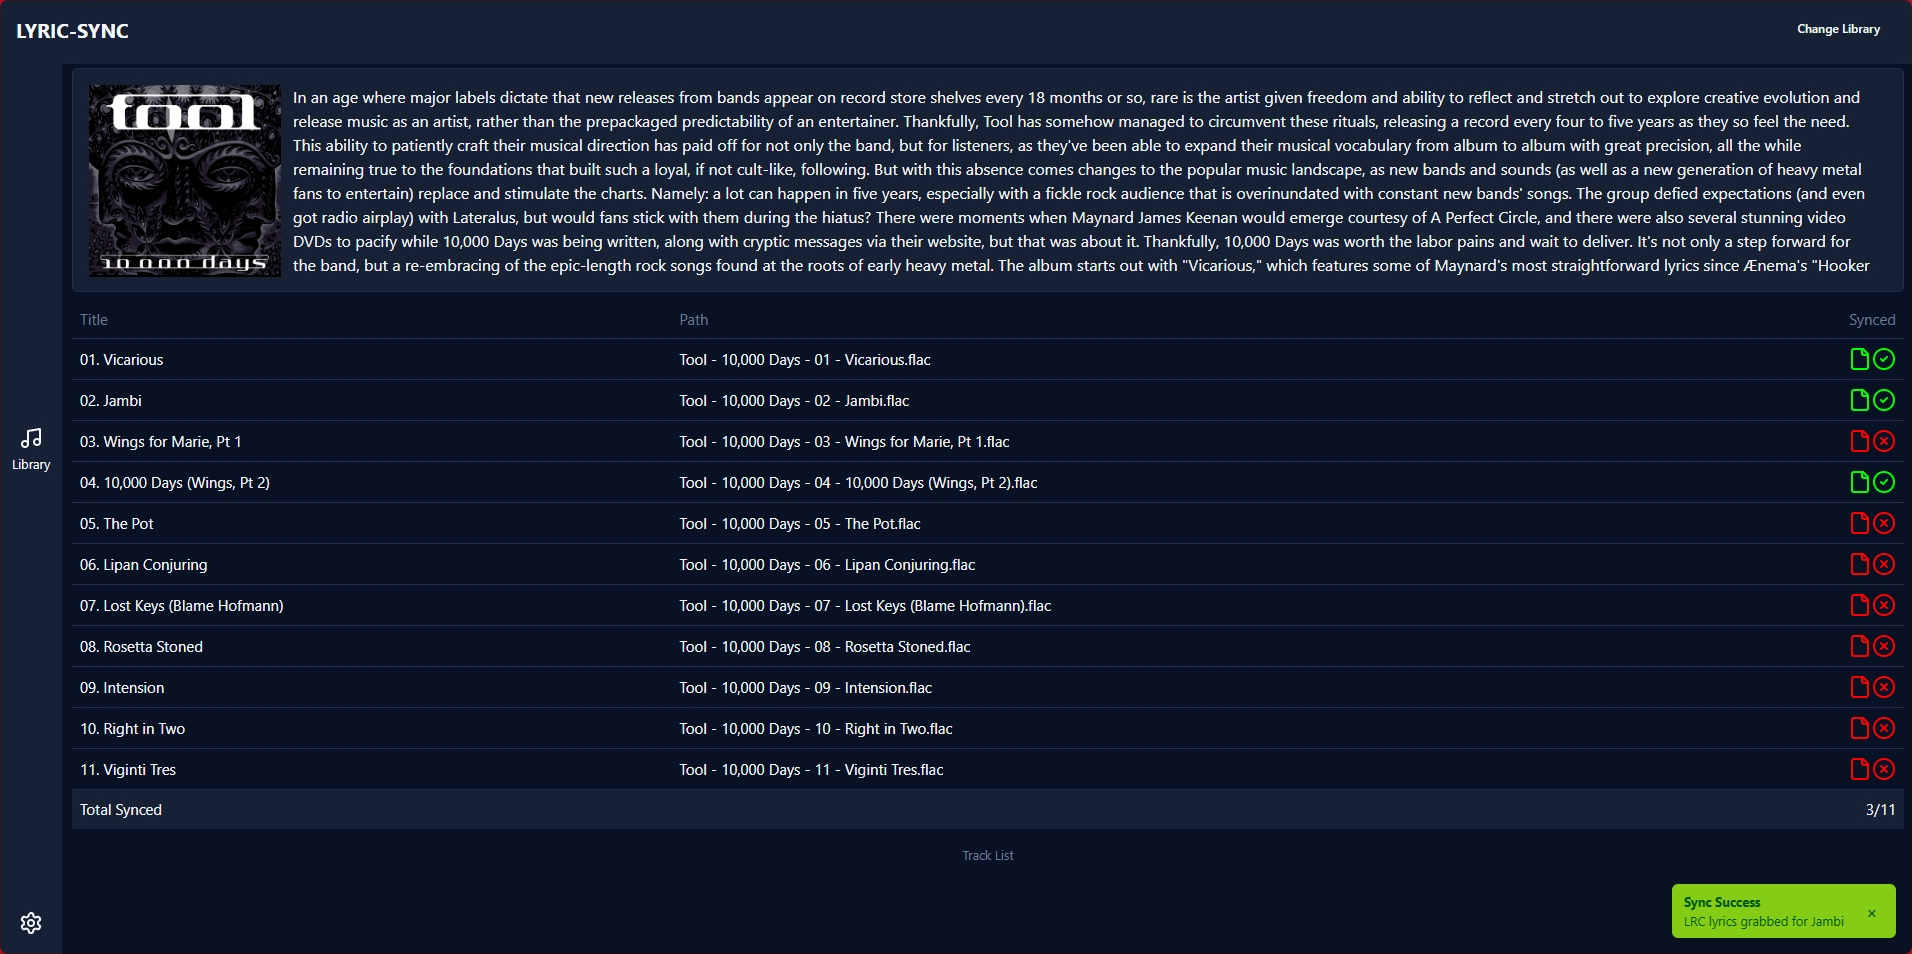 LYRIC-SYNC
Change Library
tool
10,000 days
In an age where major labels dictate that new releases from bands appear on record store shelves every 18 months or so, rare is the artist given freedom and ability to reflect and stretch out to explore creative evolution and
release music as an artist, rather than the prepackaged predictability of an entertainer. Thankfully, Tool has somehow managed to circumvent these rituals, releasing a record every four to five years as they so feel the need.
This ability to patiently craft their musical direction has paid off for not only the band, but for listeners, as they've been able to expand their musical vocabulary from album to album with great precision, all the while
remaining true to the foundations that built such a loyal, if not cult-like, following. But with this absence comes changes to the popular music landscape, as new bands and sounds (as well as a new generation of heavy metal
fans to entertain) replace and stimulate the charts. Namely: a lot can happen in five years, especially with a fickle rock audience that is overinundated with constant new bands' songs. The group defied expectations (and even
got radio airplay) with Lateralus, but would fans stick with them during the hiatus? There were moments when Maynard James Keenan would emerge courtesy of A Perfect Circle, and there were also several stunning video
DVDs to pacify while 10,000 Days was being written, along with cryptic messages via their website, but that was about it. Thankfully, 10,000 Days was worth the labor pains and wait to deliver. It's not only a step forward for
the band, but a re-embracing of the epic-length rock songs found at the roots of early heavy metal. The album starts out with "Vicarious," which features some of Maynard's most straightforward lyrics since Ænema's "Hooker
Title Path Synced
01. Vicarious Tool - 10,000 Days - 01 - Vicarious.flac
02. Jambi Tool - 10,000 Days - 02 - Jambi.flac
03. Wings for Marie, Pt 1 Tool - 10,000 Days - 03 - Wings for Marie, Pt 1.flac
04. 10,000 Days (Wings, Pt 2) Tool - 10,000 Days - 04 - 10,000 Days (Wings, Pt 2).flac
05. The Pot Tool - 10,000 Days - 05 - The Pot.flac
06. Lipan Conjuring Tool - 10,000 Days - 06 - Lipan Conjuring.flac
07. Lost Keys (Blame Hofmann) Tool - 10,000 Days - 07 - Lost Keys (Blame Hofmann).flac
08. Rosetta Stoned Tool - 10,000 Days - 08 - Rosetta Stoned.flac
09. Intension Tool - 10,000 Days - 09 - Intension.flac
10. Right in Two Tool - 10,000 Days - 10 - Right in Two.flac
11. Viginti Tres Tool - 10,000 Days - 11 - Viginti Tres.flac
Total Synced 3/11
Track List
Library
Sync Success
LRC lyrics grabbed for Jambi